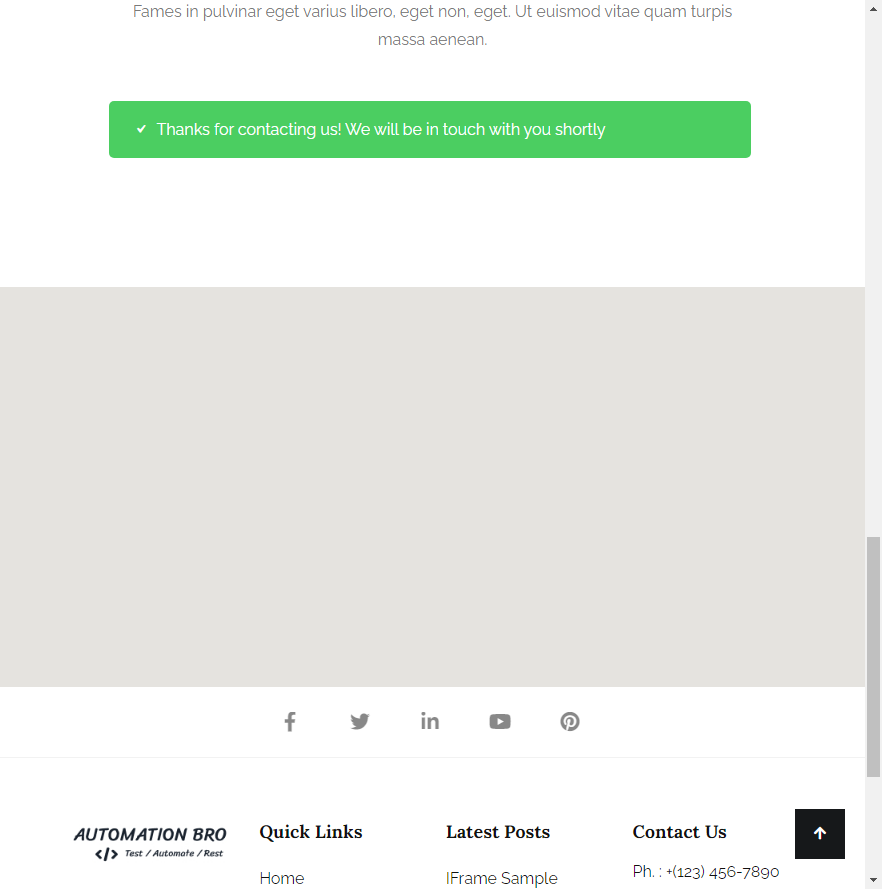 Fames in pulvinar eget varius libero, eget non, eget. Ut euismod vitae quam turpis
massa aenean.
Thanks for contacting us! We will be in touch with you shortly
AUTOMATION BRO
</> Test / Automate / Rest
Quick Links
Home
Latest Posts
IFrame Sample
Contact Us
Ph. : +(123) 456-7890